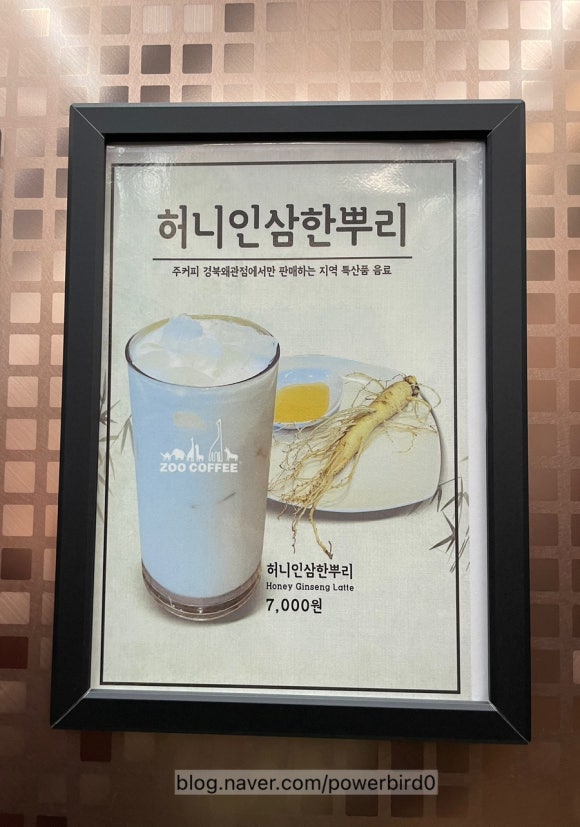 허니인삼한뿌리
주커피 경북왜관점에서만 판매하는 지역 특산품 음료
ZOO COFFEE
허니인삼한뿌리
Honey Ginseng Latte
7,000원
blog.naver.com/powerbird0